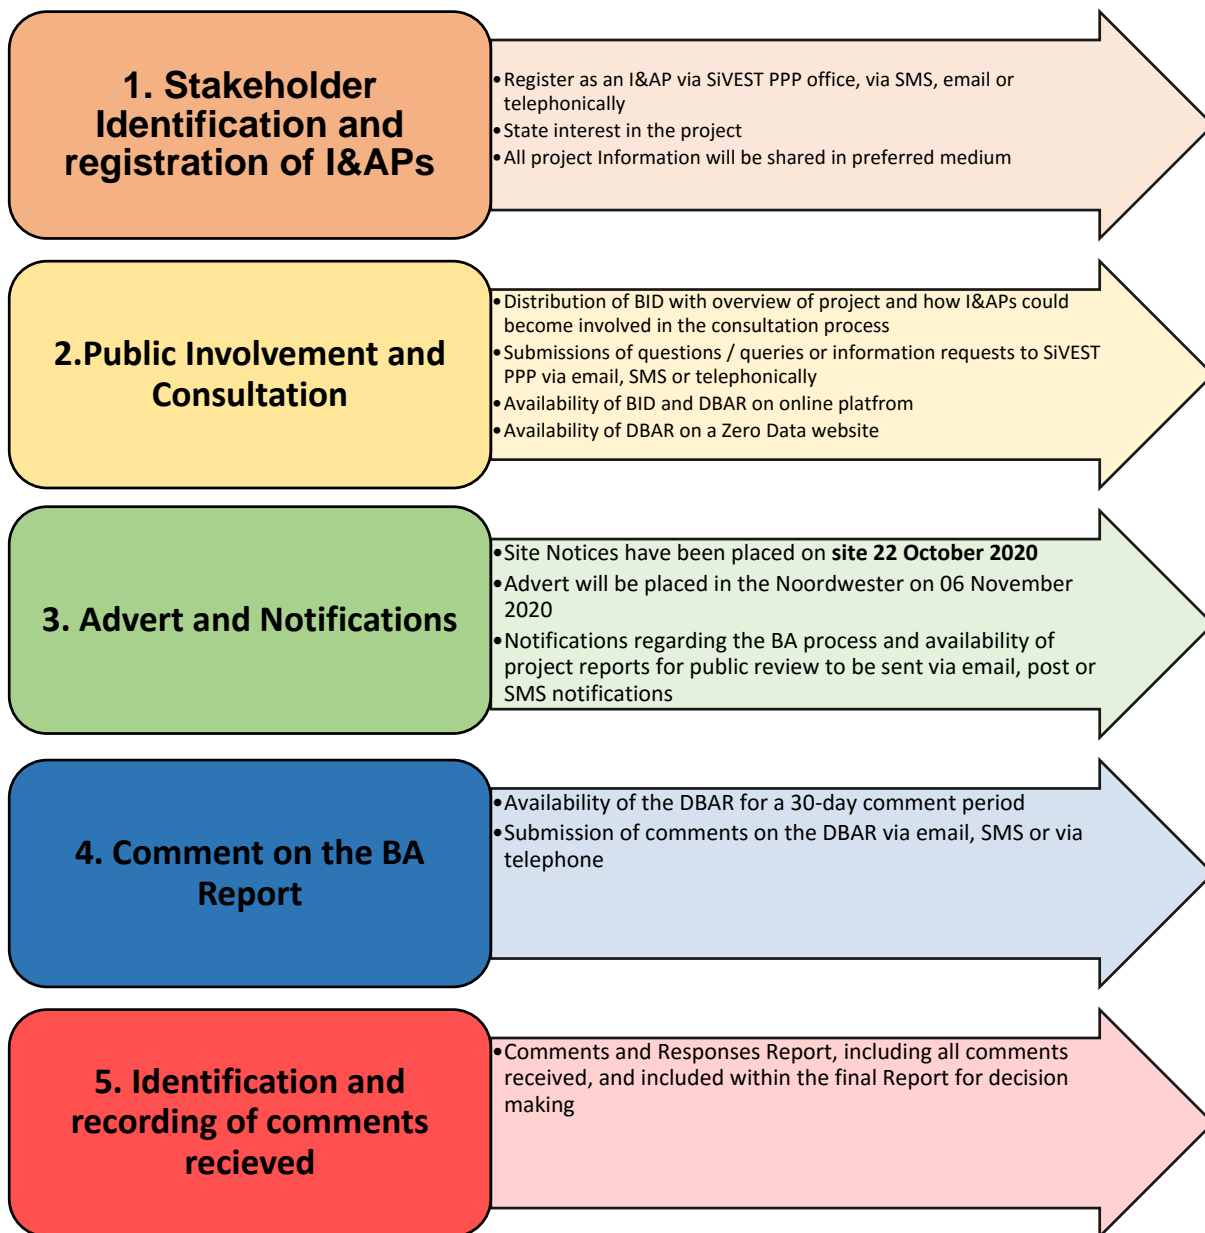 1. Stakeholder
Identification and
registration of I&APs
•Register as an I&AP via SiVEST PPP office, via SMS, email or
telephonically
•State interest in the project
•All project Information will be shared in preferred medium
2.Public Involvement and
Consultation
•Distribution of BID with overview of project and how I&APs could
become involved in the consultation process
•Submissions of questions / queries or information requests to SiVEST
PPP via email, SMS or telephonically
•Availability of BID and DBAR on online platfrom
•Availability of DBAR on a Zero Data website
3. Advert and Notifications
•Site Notices have been placed on site 22 October 2020
•Advert will be placed in the Noordwester on 06 November
2020
•Notifications regarding the BA process and availability of
project reports for public review to be sent via email, post or
SMS notifications
4. Comment on the BA
Report
•Availability of the DBAR for a 30-day comment period
•Submission of comments on the DBAR via email, SMS or via
telephone
5. Identification and
recording of comments
recieved
•Comments and Responses Report, including all comments
received, and included within the final Report for decision
making